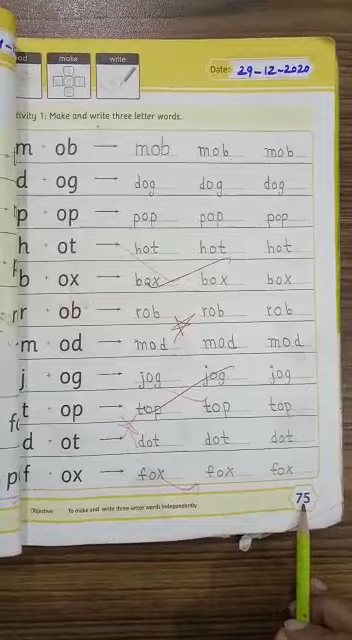 make write
Date: 29-12-2020
tivity 1: Make and write three letter words.
m + ob → mob mob mob
d + og → dog dog dog
p + op → pop pop pop
h + ot → hot hot hot
b + ox → box box box
r + ob → rob rob rob
m + od → mod mod mod
j + og → jog jog jog
t + op → top top top
d + ot → dot dot dot
f + ox → fox fox fox
75
Objective: To make and write three-letter words independently